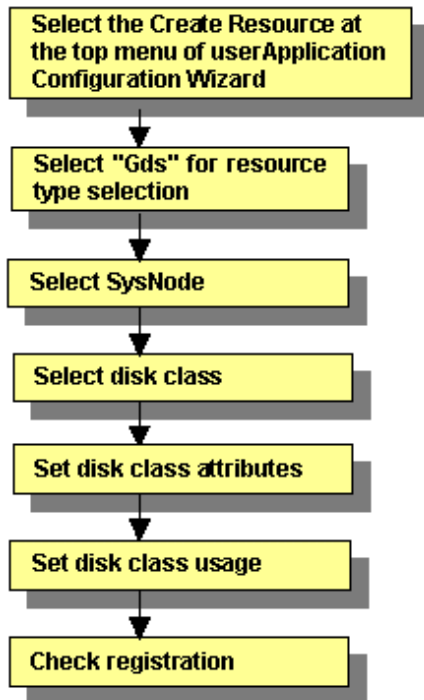 Select the Create Resource at
the top menu of userApplication
Configuration Wizard
Select "Gds" for resource
type selection
Select SysNode
Select disk class
Set disk class attributes
Set disk class usage
Check registration